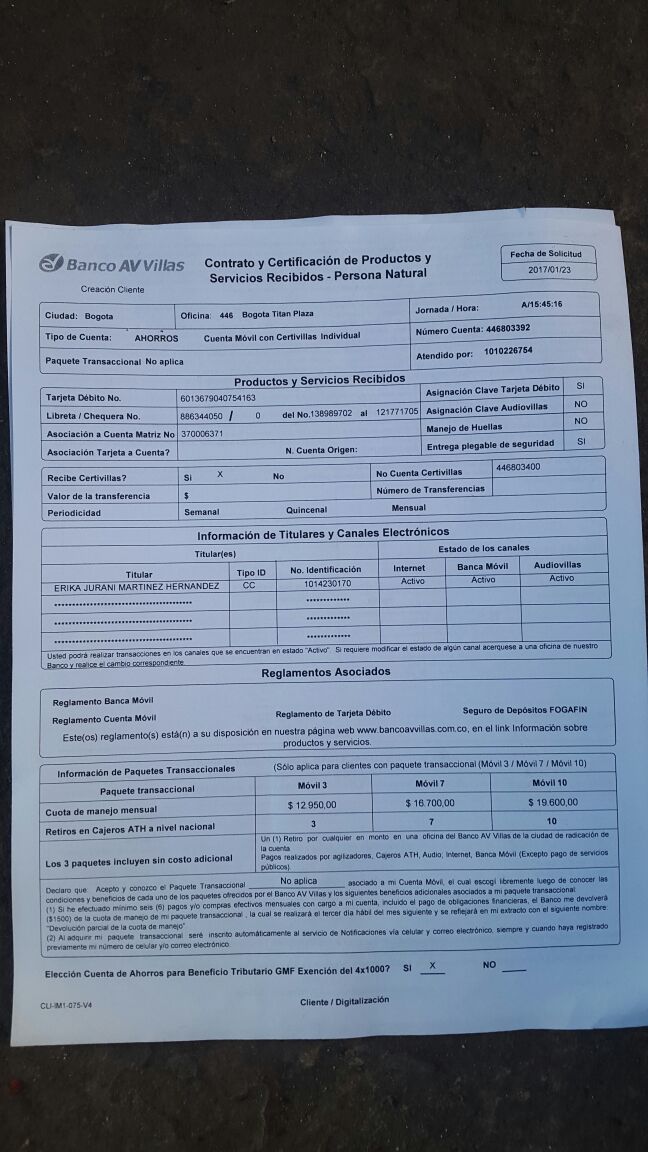 Banco AV Villas
Creación Cliente
Contrato y Certificación de Productos y
Servicios Recibidos - Persona Natural
Fecha de Solicitud
2017/01/23
Ciudad: Bogota
Oficina: 446 Bogota Titan Plaza
Jornada / Hora: A/15:45:16
Tipo de Cuenta: AHORROS Cuenta Móvil con Certivillas Individual
Número Cuenta: 446803392
Paquete Transaccional No aplica
Atendido por: 1010226754
Productos y Servicios Recibidos
Tarjeta Débito No. 6013679040754163
Asignación Clave Tarjeta Débito SI
Libreta / Chequera No. 886344050 / 0 del No.138989702 al 121771705
Asignación Clave Audiovillas NO
Asociación a Cuenta Matriz No 370006371
Manejo de Huellas NO
Asociación Tarjeta a Cuenta? N. Cuenta Origen:
Entrega plegable de seguridad SI
Recibe Certivillas? Si X No
No Cuenta Certivillas 446803400
Valor de la transferencia $
Número de Transferencias
Periodicidad Semanal Quincenal Mensual
Información de Titulares y Canales Electrónicos
Titular(es) Estado de los canales
Titular Tipo ID No. Identificación Internet Banca Móvil Audiovillas
ERIKA JURANI MARTINEZ HERNANDEZ CC 1014230170 Activo Activo Activo
Usted podrá realizar transacciones en los canales que se encuentran en estado "Activo". Si requiere modificar el estado de algún canal acerquese a una oficina de nuestro
Banco y realice el cambio correspondiente.
Reglamentos Asociados
Reglamento Banca Móvil
Reglamento Cuenta Móvil Reglamento de Tarjeta Débito Seguro de Depósitos FOGAFIN
Este(os) reglamento(s) está(n) a su disposición en nuestra página web www.bancoavvillas.com.co, en el link Información sobre
productos y servicios.
Información de Paquetes Transaccionales (Sólo aplica para clientes con paquete transaccional (Móvil 3 / Móvil 7 / Móvil 10)
Paquete transaccional Móvil 3 Móvil 7 Móvil 10
Cuota de manejo mensual $ 12.950,00 $ 16.700,00 $ 19.600,00
Retiros en Cajeros ATH a nivel nacional 3 7 10
Los 3 paquetes incluyen sin costo adicional
Un (1) Retiro por cualquier en monto en una oficina del Banco AV Villas de la ciudad de radicación de
la cuenta.
Pagos realizados por agilizadores, Cajeros ATH, Audio, Internet, Banca Móvil (Excepto pago de servicios
públicos).
Declaro que: Acepto y conozco el Paquete Transaccional No aplica asociado a mi Cuenta Móvil, el cual escogí libremente luego de conocer las
condiciones y beneficios de cada uno de los paquetes ofrecidos por el Banco AV Villas y los siguientes beneficios adicionales asociados a mi paquete transaccional:
(1) Si he efectuado mínimo seis (6) pagos y/o compras efectivos mensuales con cargo a mi cuenta, incluido el pago de obligaciones financieras, el Banco me devolverá
($1500) de la cuota de manejo de mi paquete transaccional , la cual se realizará el tercer día hábil del mes siguiente y se reflejará en mi extracto con el siguiente nombre:
"Devolución parcial de la cuota de manejo"
(2) Al adquirir mi paquete transaccional seré inscrito automáticamente al servicio de Notificaciones vía celular y correo electrónico, siempre y cuando haya registrado
previamente mi número de celular y/o correo electrónico.
Elección Cuenta de Ahorros para Beneficio Tributario GMF Exención del 4x1000? SI X NO
CLI-IM1-075-V4
Cliente / Digitalización